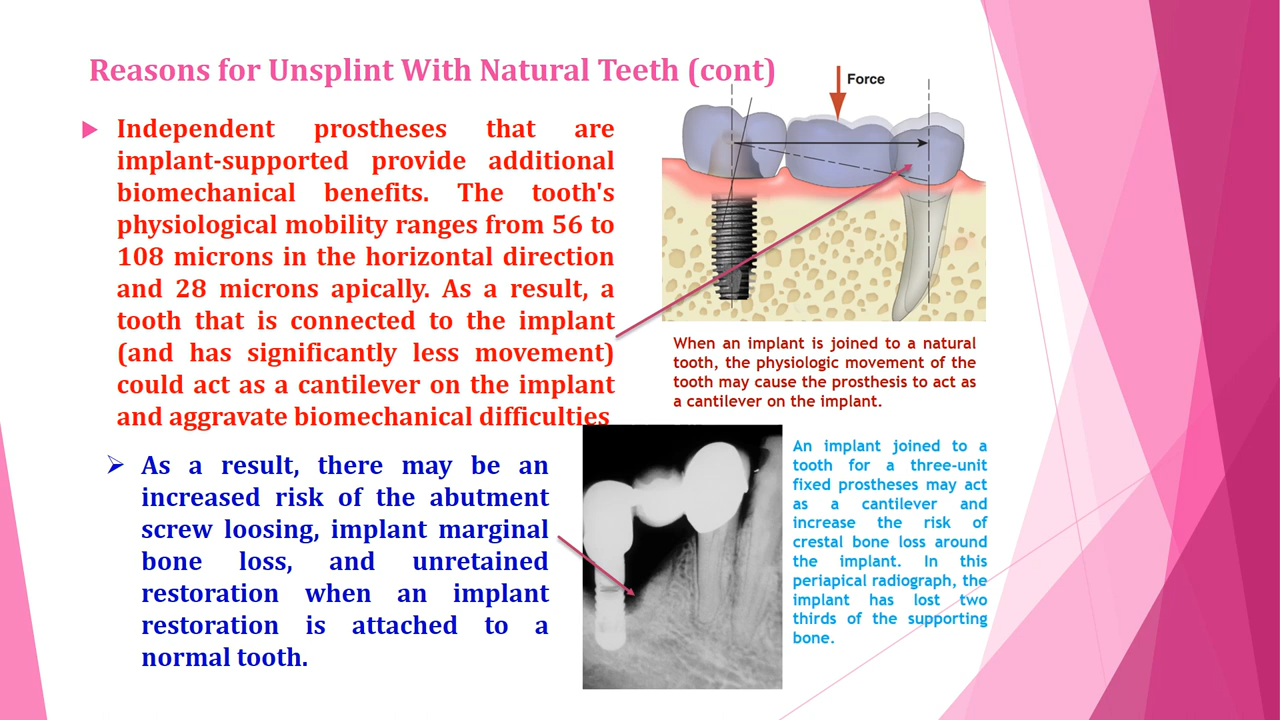 Reasons for Unsplint With Natural Teeth (cont)
Independent prostheses that are
implant-supported provide additional
biomechanical benefits. The tooth's
physiological mobility ranges from 56 to
108 microns in the horizontal direction
and 28 microns apically. As a result, a
tooth that is connected to the implant
(and has significantly less movement)
could act as a cantilever on the implant
and aggravate biomechanical difficulties
As a result, there may be an
increased risk of the abutment
screw loosing, implant marginal
bone loss, and unretained
restoration when an implant
restoration is attached to a
normal tooth.
Force
When an implant is joined to a natural
tooth, the physiologic movement of the
tooth may cause the prosthesis to act as
a cantilever on the implant.
An implant joined to a
tooth for a three-unit
fixed prostheses may act
as a cantilever and
increase the risk of
crestal bone loss around
the implant. In this
periapical radiograph, the
implant has lost two
thirds of the supporting
bone.